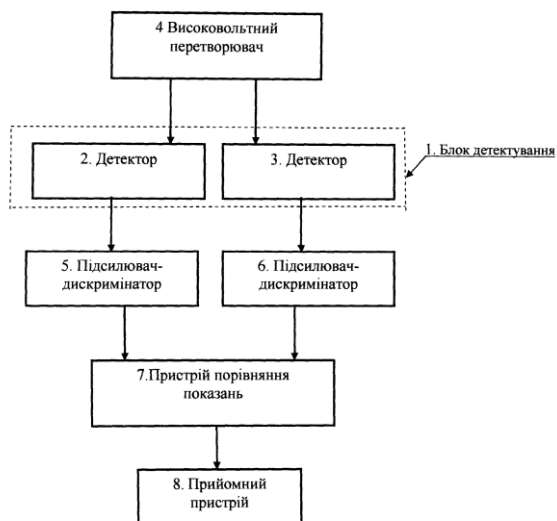 4 Високовольтний
перетворювач
2. Детектор
3. Детектор
1. Блок детектування
5. Підсилювач-
дискримінатор
6. Підсилювач-
дискримінатор
7.Пристрій порівняння
показань
8. Прийомний
пристрій